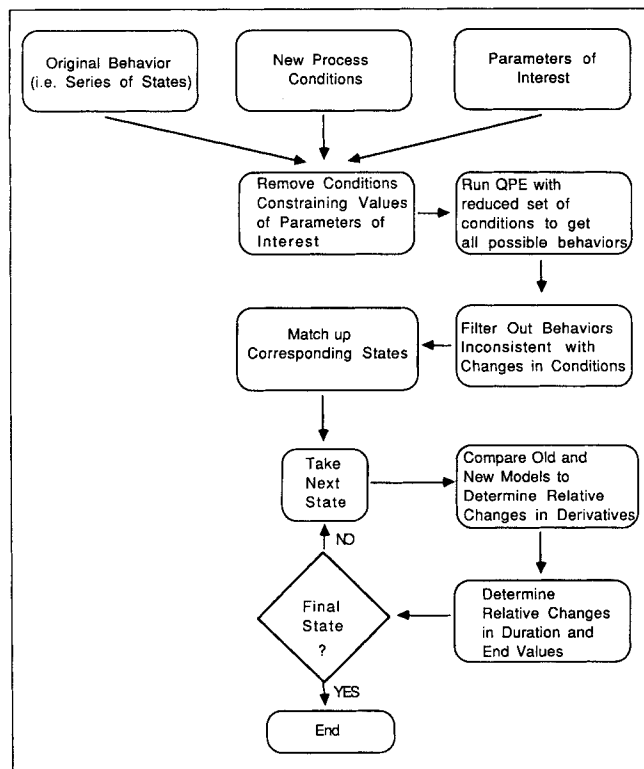 Original Behavior
(i.e. Series of States)
New Process
Conditions
Parameters of
Interest
Remove Conditions
Constraining Values
of Parameters of
Interest
Run QPE with
reduced set of
conditions to get
all possible behaviors
Match up
Corresponding States
Filter Out Behaviors
Inconsistent with
Changes in Conditions
Take
Next
State
Compare Old and
New Models to
Determine Relative
Changes in Derivatives
NO
Final
State
?
Determine
Relative Changes
in Duration and
End Values
YES
End